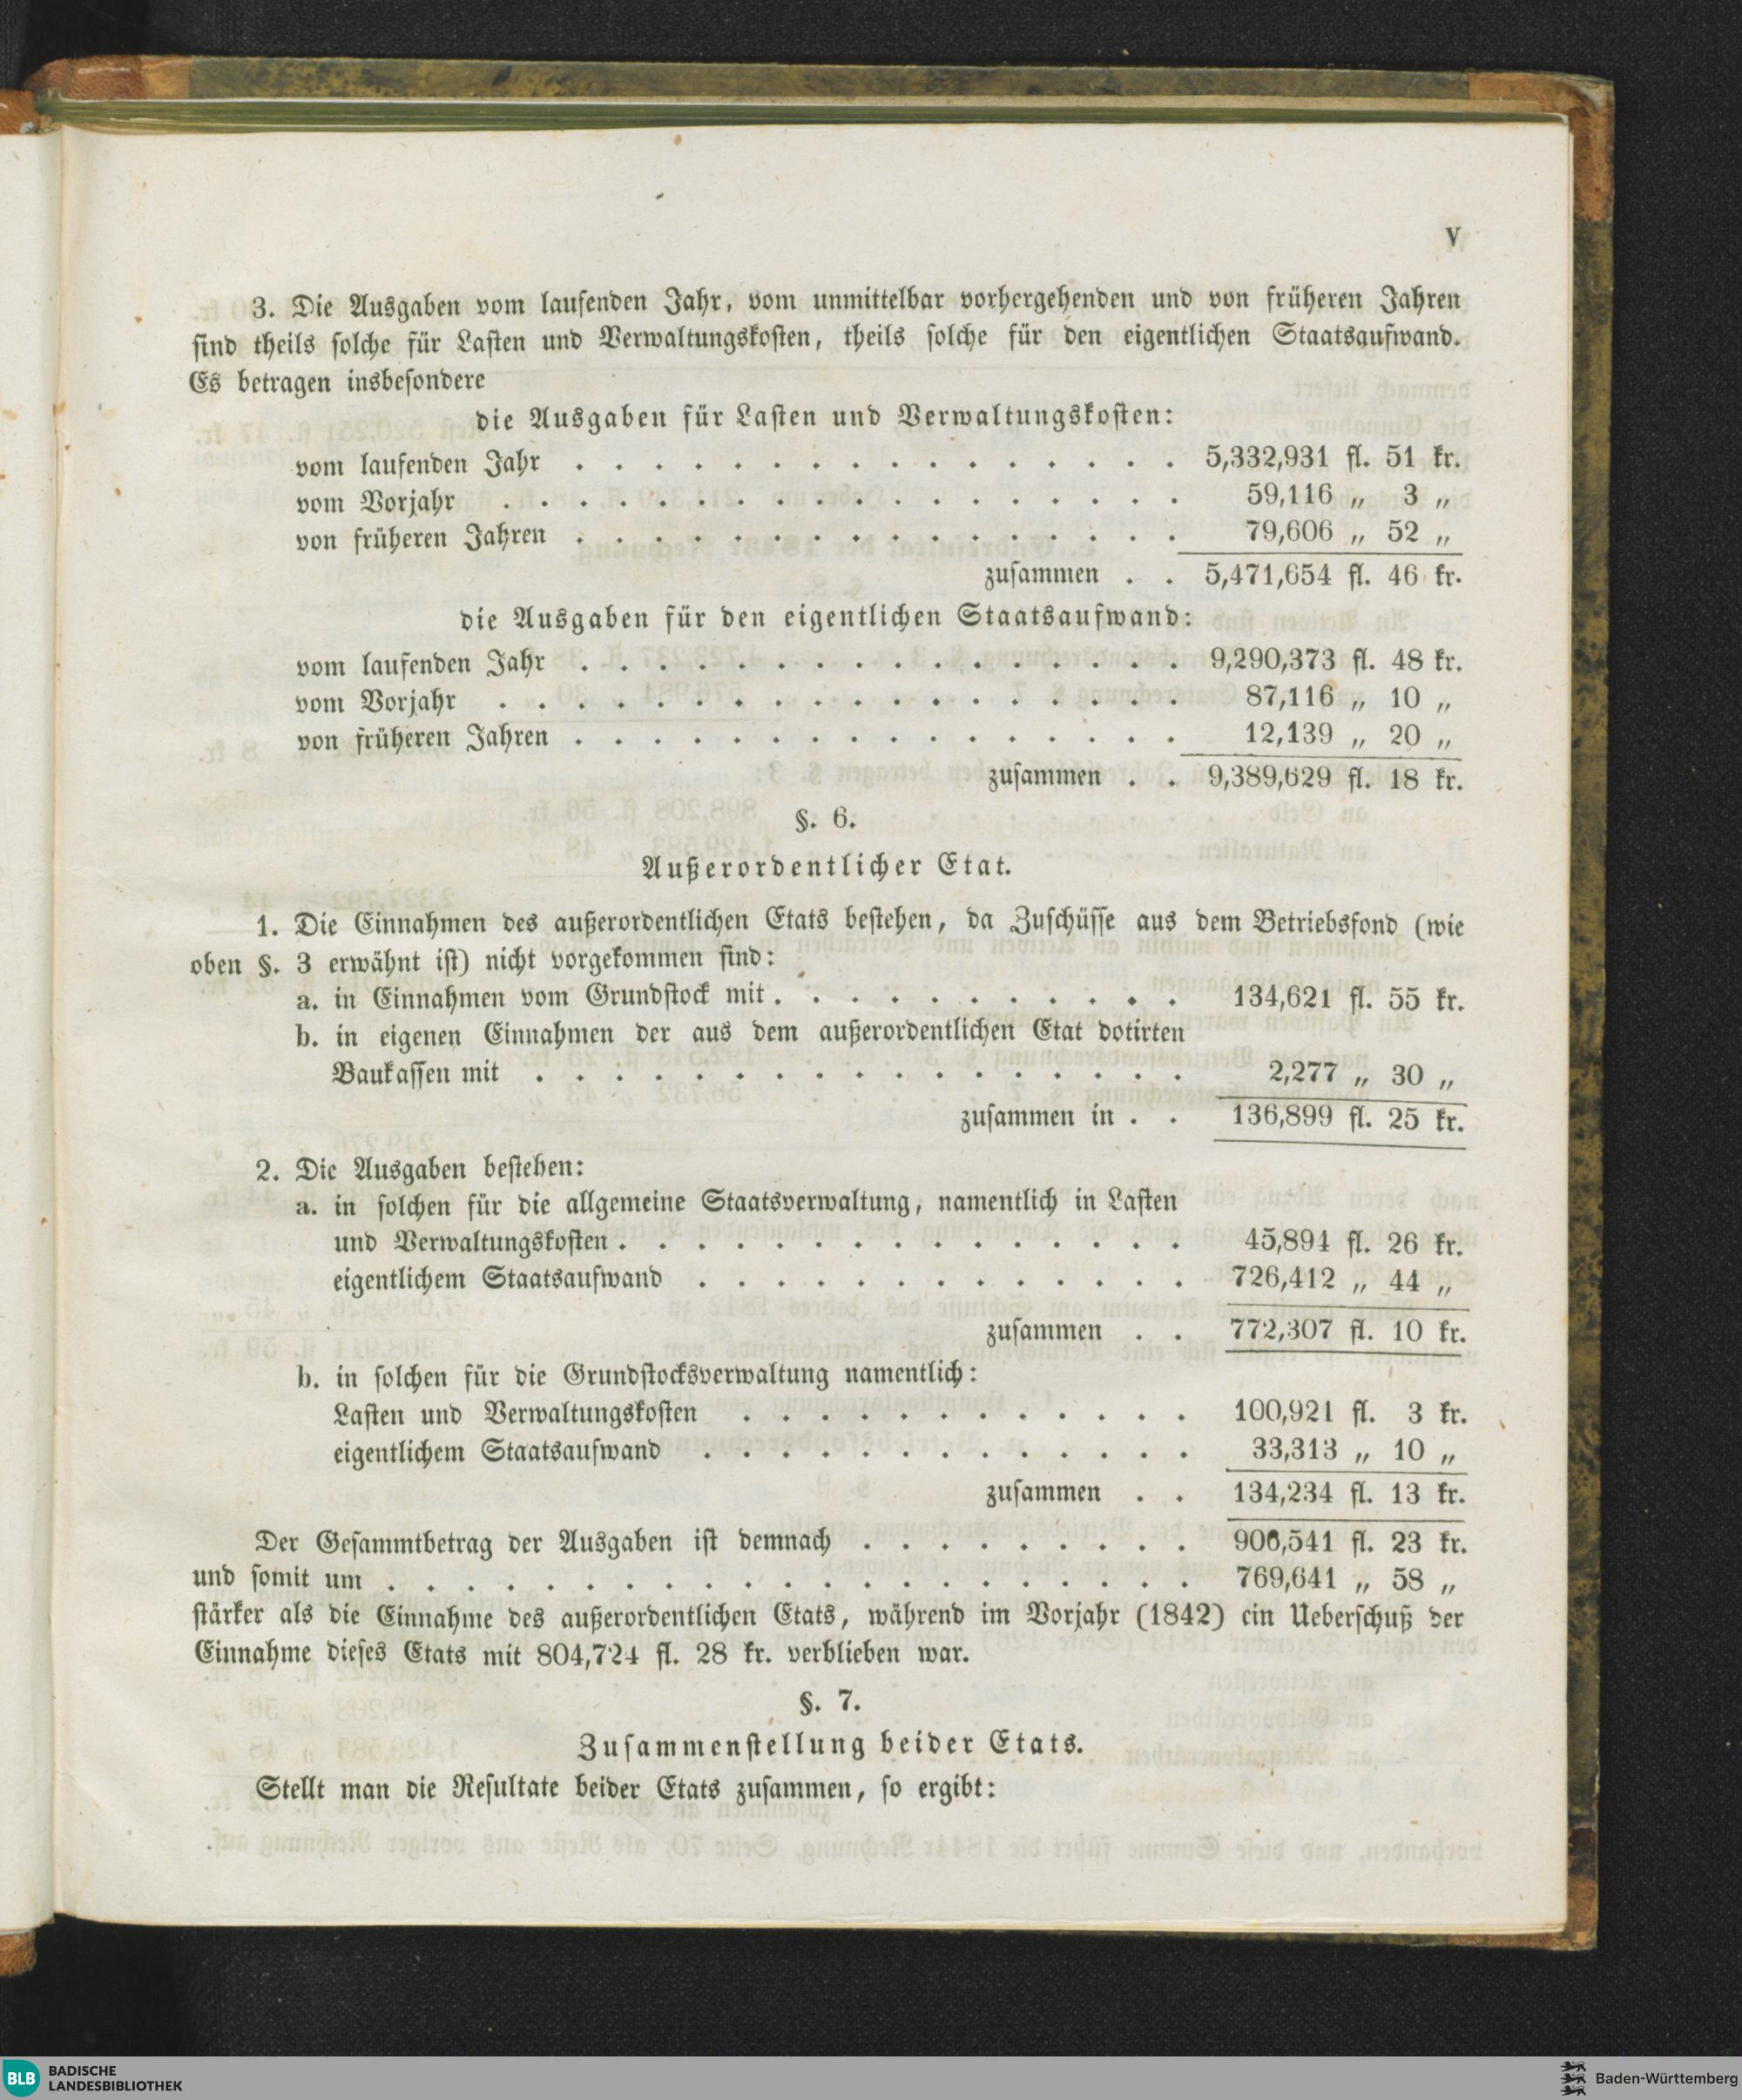 V
3. Die Ausgaben vom laufenden Jahr, vom unmittelbar vorhergehenden und von früheren Jahren
sind theils solche für Lasten und Verwaltungskosten, theils solche für den eigentlichen Staatsaufwand.
Es betragen insbesondere
die Ausgaben für Lasten und Verwaltungskosten:
vom laufenden Jahr . . . . . . . . . . . . . . . . 5,332,931 fl. 51 kr.
vom Vorjahr . . . . . . . . . . . . . . . . . . 59,116 „ 3 „
von früheren Jahren . . . . . . . . . . . . . . . . 79,606 „ 52 „
zusammen . . 5,471,654 fl. 46 kr.
die Ausgaben für den eigentlichen Staatsaufwand:
vom laufenden Jahr . . . . . . . . . . . . . . . . 9,290,373 fl. 48 kr.
vom Vorjahr . . . . . . . . . . . . . . . . . . 87,116 „ 10 „
von früheren Jahren . . . . . . . . . . . . . . . . 12,139 „ 20 „
zusammen . . 9,389,629 fl. 18 kr.
§. 6.
Außerordentlicher Etat.
1. Die Einnahmen des außerordentlichen Etats bestehen, da Zuschüsse aus dem Betriebsfond (wie
oben §. 3 erwähnt ist) nicht vorgekommen sind:
a. in Einnahmen vom Grundstock mit . . . . . . . . . . . 134,621 fl. 55 kr.
b. in eigenen Einnahmen der aus dem außerordentlichen Etat dotirten
Baukassen mit . . . . . . . . . . . . . . . . . 2,277 „ 30 „
zusammen in . . 136,899 fl. 25 kr.
2. Die Ausgaben bestehen:
a. in solchen für die allgemeine Staatsverwaltung, namentlich in Lasten
und Verwaltungskosten . . . . . . . . . . . . . . . 45,894 fl. 26 kr.
eigentlichem Staatsaufwand . . . . . . . . . . . . . 726,412 „ 44 „
zusammen . . 772,307 fl. 10 kr.
b. in solchen für die Grundstocksverwaltung namentlich:
Lasten und Verwaltungskosten . . . . . . . . . . . . 100,921 fl. 3 kr.
eigentlichem Staatsaufwand . . . . . . . . . . . . . 33,313 „ 10 „
zusammen . . 134,234 fl. 13 kr.
Der Gesammtbetrag der Ausgaben ist demnach . . . . . . . . . 906,541 fl. 23 kr.
und somit um . . . . . . . . . . . . . . . . . . . . . 769,641 „ 58 „
stärker als die Einnahme des außerordentlichen Etats, während im Vorjahr (1842) ein Ueberschuß der
Einnahme dieses Etats mit 804,724 fl. 28 kr. verblieben war.
§. 7.
Zusammenstellung beider Etats.
Stellt man die Resultate beider Etats zusammen, so ergibt:
BLB BADISCHE
LANDESBIBLIOTHEK
Baden-Württemberg